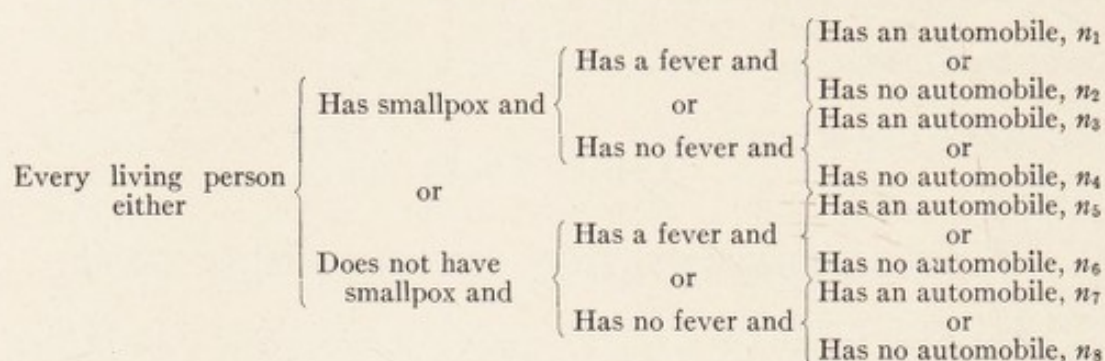 Has an automobile, n₁
Has a fever and or
Has smallpox and or Has no automobile, n₂
Has an automobile, n₃
Has no fever and or
Every living person Has no automobile, n₄
either or Has an automobile, n₅
Has a fever and or
Does not have or Has no automobile, n₆
smallpox and Has an automobile, n₇
Has no fever and or
Has no automobile, n₈